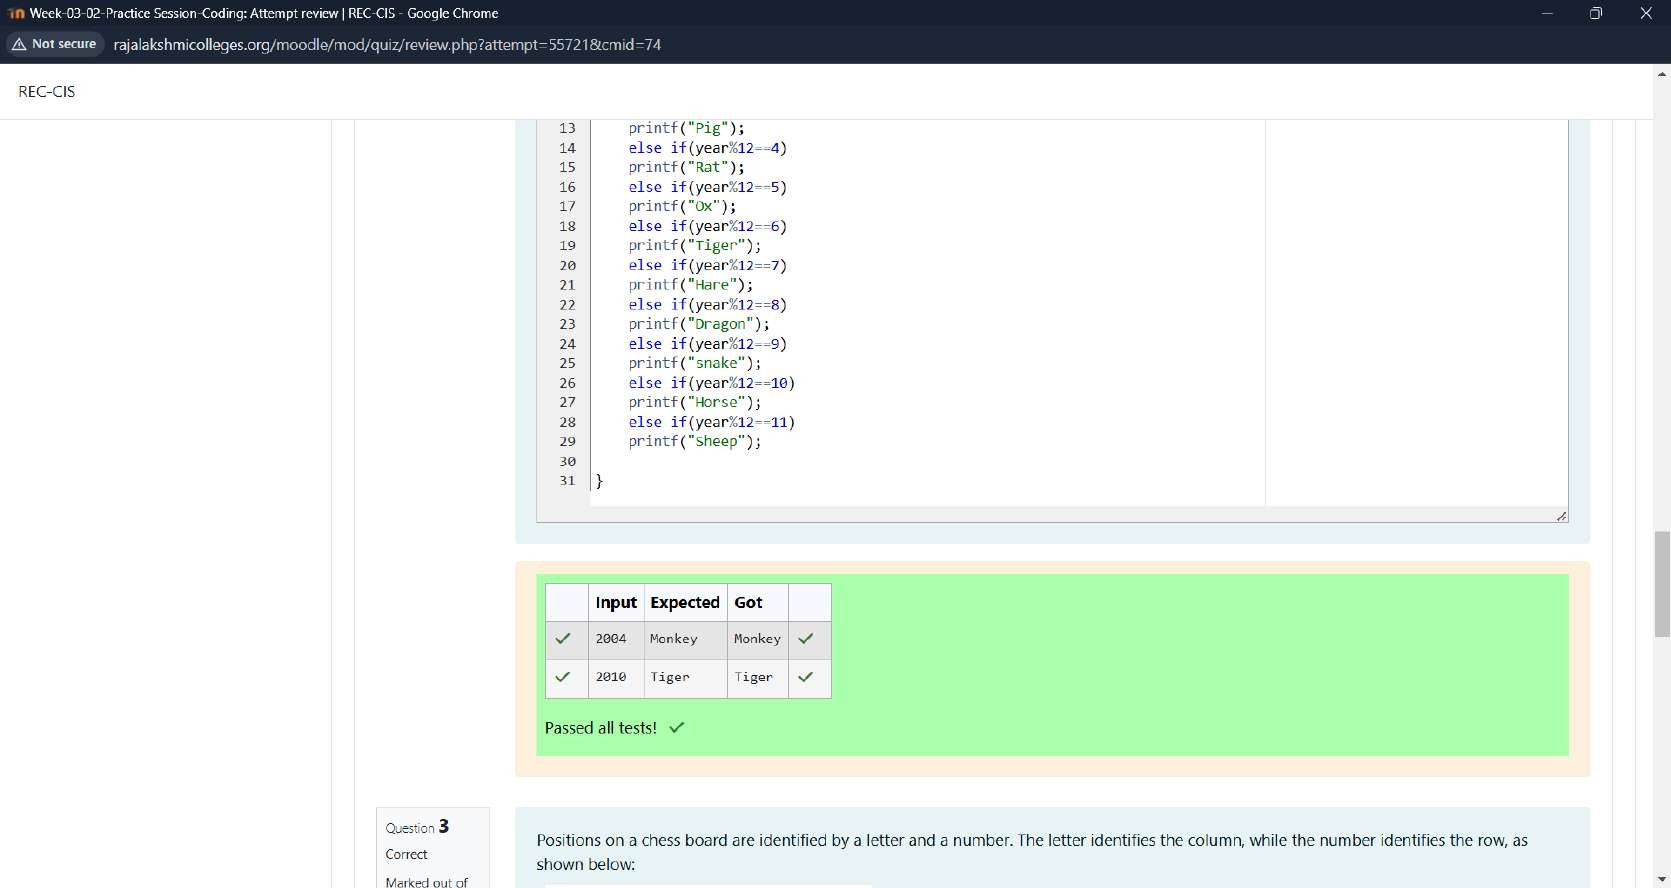 Week-03-02-Practice Session-Coding: Attempt review | REC-CIS - Google Chrome
Not secure rajalakshmicolleges.org/moodle/mod/quiz/review.php?attempt=55721&cmid=74
REC-CIS
13 printf("Pig");
14 else if(year%12==4)
15 printf("Rat");
16 else if(year%12==5)
17 printf("Ox");
18 else if(year%12==6)
19 printf("Tiger");
20 else if(year%12==7)
21 printf("Hare");
22 else if(year%12==8)
23 printf("Dragon");
24 else if(year%12==9)
25 printf("snake");
26 else if(year%12==10)
27 printf("Horse");
28 else if(year%12==11)
29 printf("Sheep");
30
31 }
Input Expected Got
2004 Monkey Monkey
2010 Tiger Tiger
Passed all tests!
Question 3
Correct
Marked out of
Positions on a chess board are identified by a letter and a number. The letter identifies the column, while the number identifies the row, as
shown below: